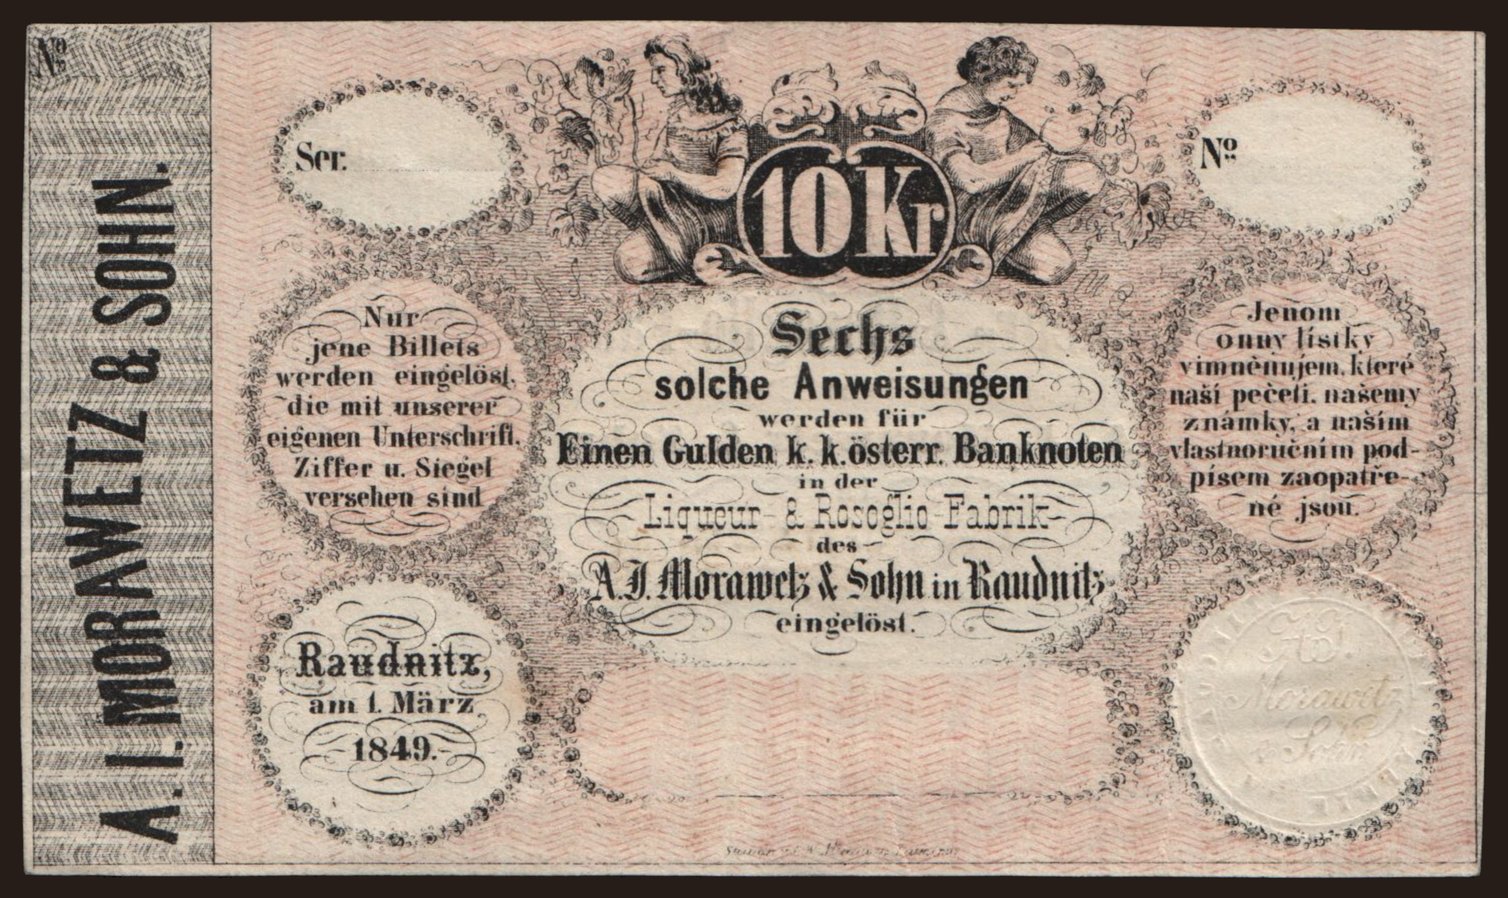 Nº
A. I. MORAWETZ & SOHN.
Ser.
10 Kr
Nº
Nur
jene Billets
werden eingelöst,
die mit unserer
eigenen Unterschrift,
Ziffer u. Siegel
versehen sind
Sechs
solche Anweisungen
werden für
Einen Gulden k. k. österr. Banknoten
in der
Liqueur- & Rosoglio-Fabrik
des
A. J. Morawetz & Sohn in Raudnitz
eingelöst.
Jenom
onny lístky
vimněnujem, které
naší pečetí, našemy
známky, a naším
vlastnoručním pod-
písem zaopatře-
né jsou.
Raudnitz,
am 1. März
1849.
Morawetz
& Sohn